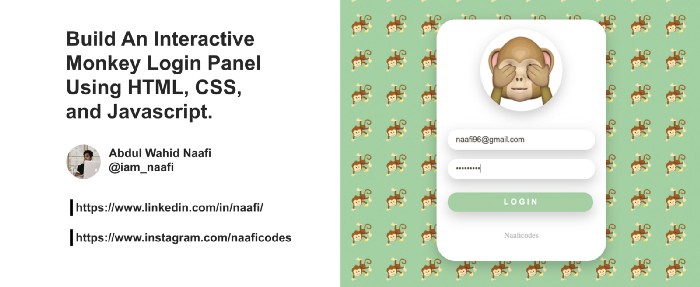 Build An Interactive
Monkey Login Panel
Using HTML, CSS,
and Javascript.
Abdul Wahid Naafi
@iam_naafi
https://www.linkedin.com/in/naafi/
https://www.instagram.com/naaficodes
naafi96@gmail.com
•••••••••
LOGIN
Naaficodes